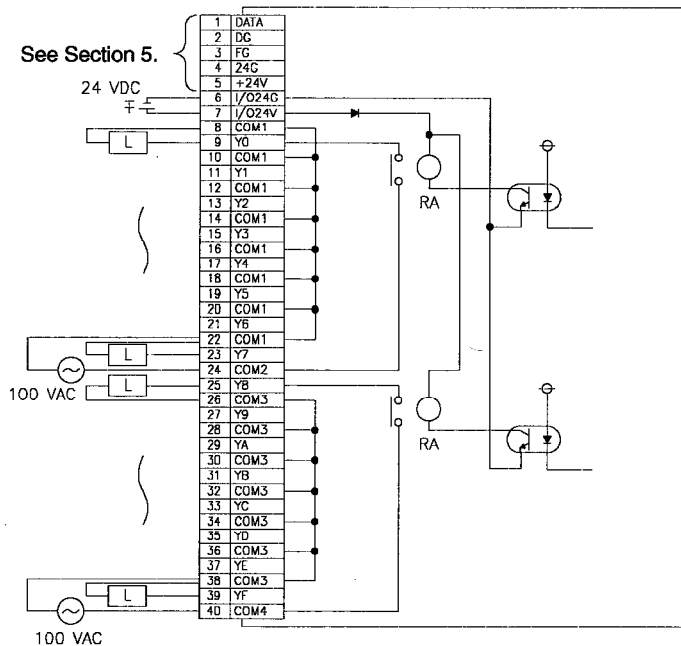 See Section 5.
24 VDC
1 DATA
2 DG
3 FG
4 24G
5 +24V
6 I/O24G
7 I/O24V
8 COM1
L
9 Y0
10 COM1
11 Y1
12 COM1
13 Y2
14 COM1
15 Y3
16 COM1
17 Y4
18 COM1
19 Y5
20 COM1
21 Y6
22 COM1
L
23 Y7
24 COM2
100 VAC
L
25 Y8
26 COM3
27 Y9
28 COM3
29 YA
30 COM3
31 YB
32 COM3
33 YC
34 COM3
35 YD
36 COM3
37 YE
38 COM3
L
39 YF
40 COM4
100 VAC
RA
RA